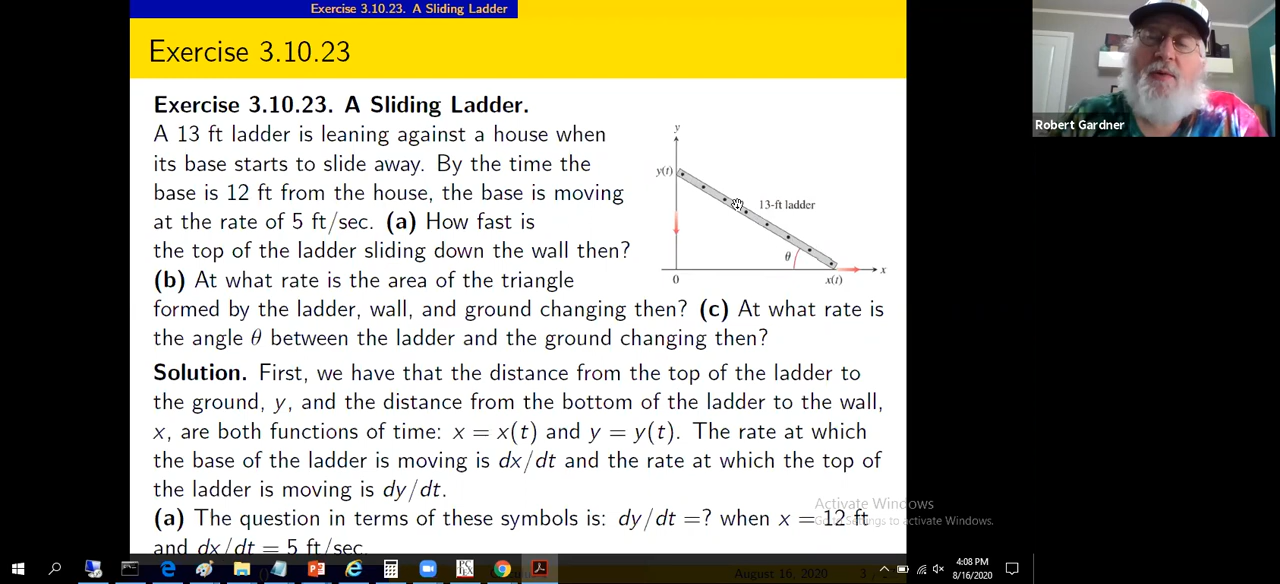 Exercise 3.10.23. A Sliding Ladder
Exercise 3.10.23
Exercise 3.10.23. A Sliding Ladder.
A 13 ft ladder is leaning against a house when
its base starts to slide away. By the time the
base is 12 ft from the house, the base is moving
at the rate of 5 ft/sec. (a) How fast is
the top of the ladder sliding down the wall then?
(b) At what rate is the area of the triangle
formed by the ladder, wall, and ground changing then? (c) At what rate is
the angle θ between the ladder and the ground changing then?
y
y(t)
13-ft ladder
θ
0
x(t)
x
Solution. First, we have that the distance from the top of the ladder to
the ground, y, and the distance from the bottom of the ladder to the wall,
x, are both functions of time: x = x(t) and y = y(t). The rate at which
the base of the ladder is moving is dx/dt and the rate at which the top of
the ladder is moving is dy/dt.
(a) The question in terms of these symbols is: dy/dt =? when x = 12 ft
and dx/dt = 5 ft/sec.
Activate Windows
Go to Settings to activate Windows.
Robert Gardner
August 16, 2020
4:08 PM
8/16/2020